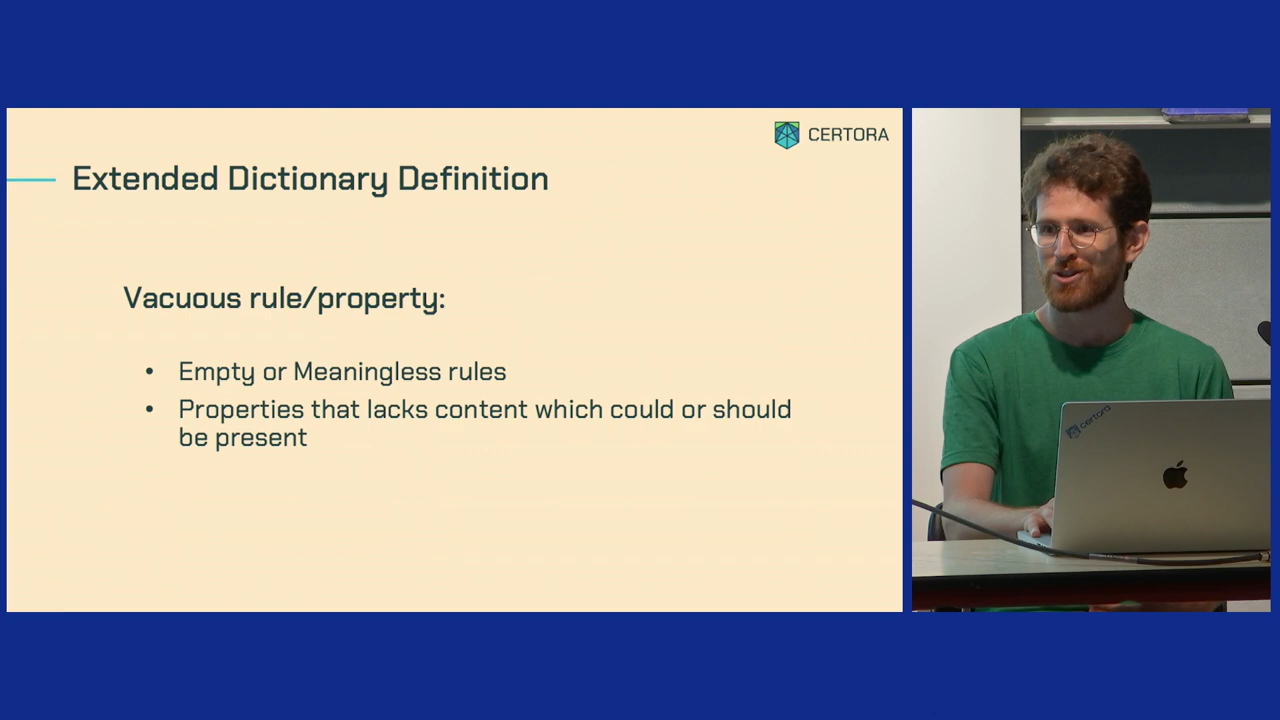 CERTORA
Extended Dictionary Definition
Vacuous rule/property:
• Empty or Meaningless rules
• Properties that lacks content which could or should
be present
certora